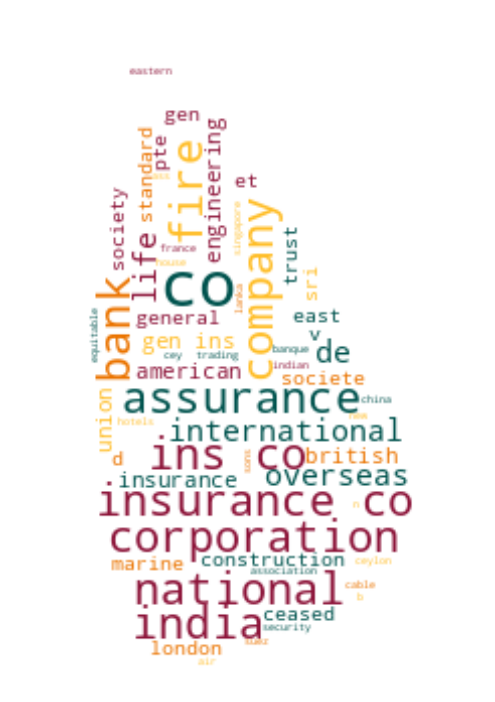 eastern
gen
engineering
standard
pte
fire
et
society
company
singapore
life
trust
france
house
sri
co
bank
lanka
equitable
general
east
v
gen ins
cey
trading
banque
de
american
indian
societe
assurance
china
union
new
hotels
international
ins co
sons
british
d
overseas
insurance
insurance co
n
corporation
construction
ceylon
marine
association
national
cable
b
india
ceased
security
suez
london
air